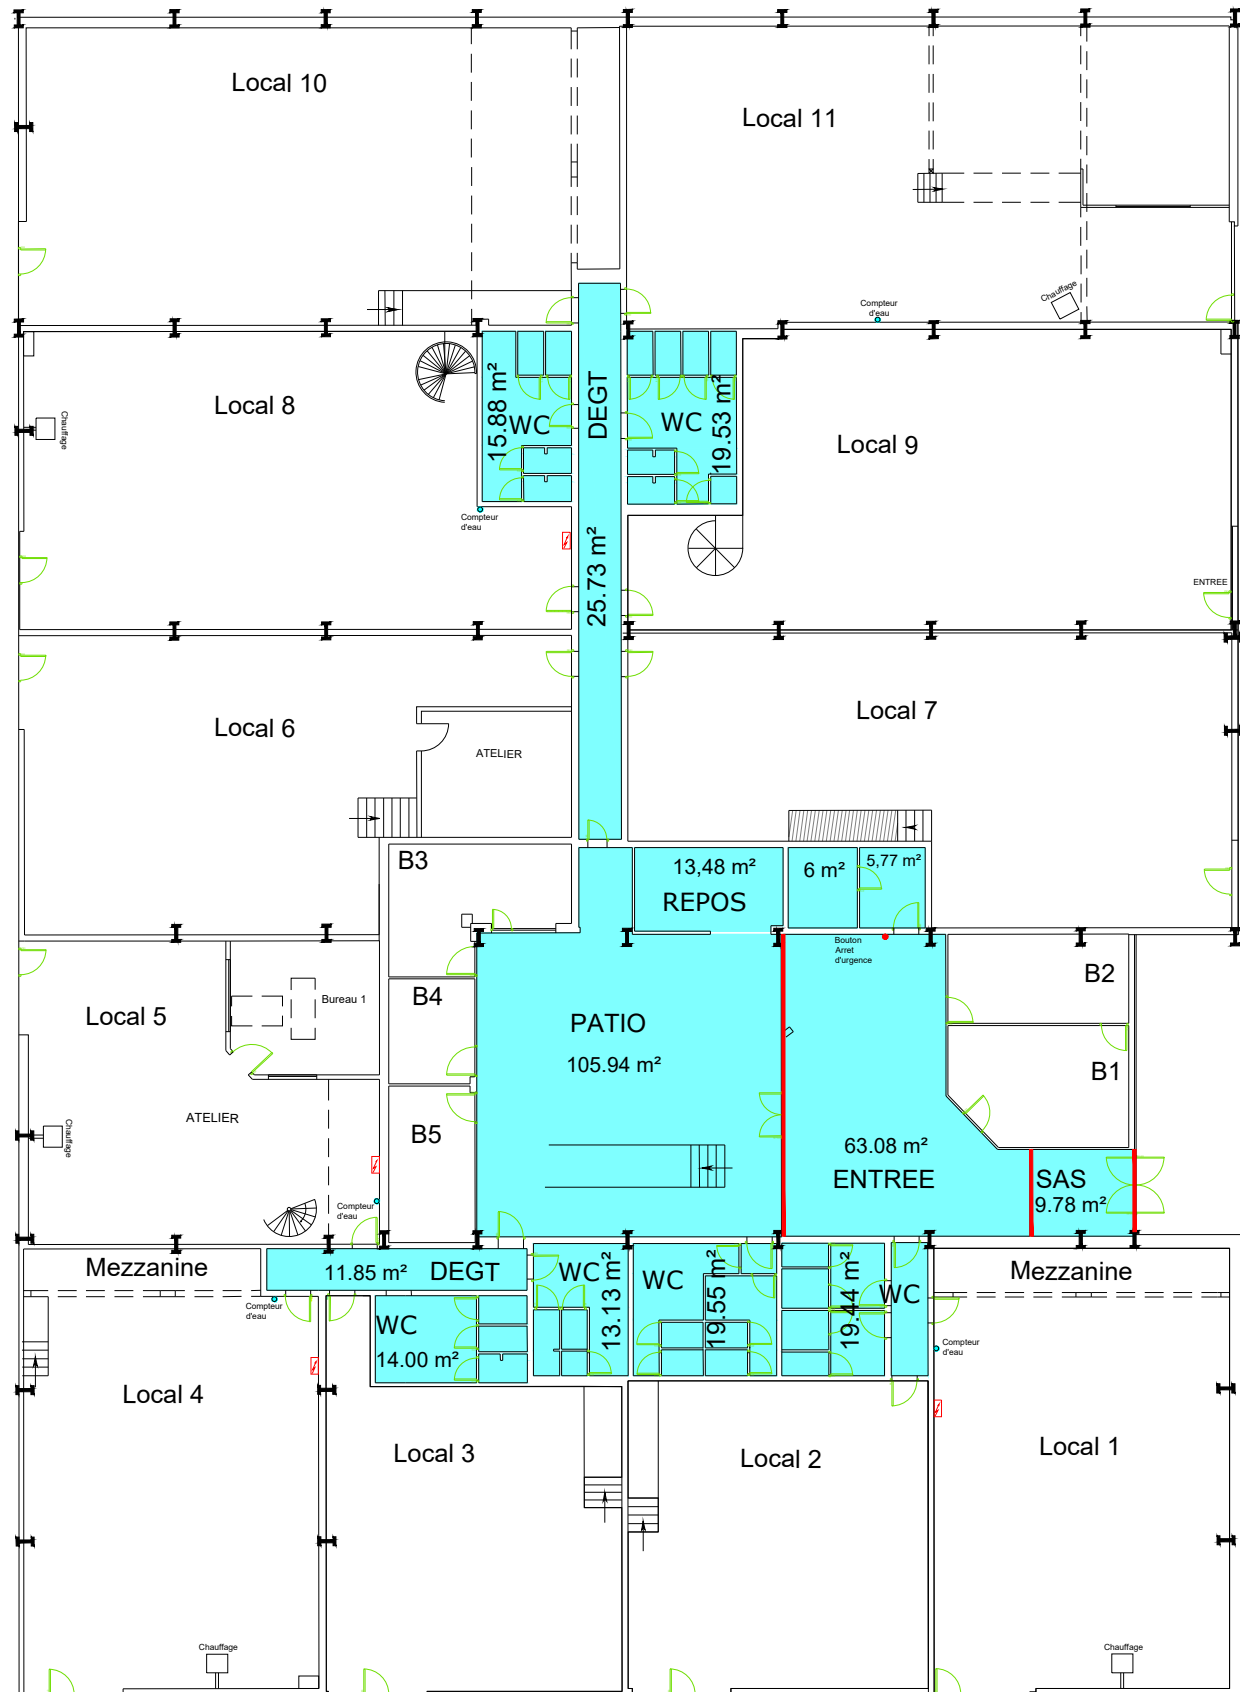 Local 10
Local 11
Chauffage
Compteur
d'eau
Local 8
Chauffage
15.88 m²
WC
DEGT
25.73 m²
WC
19.53 m²
Local 9
Compteur
d'eau
ENTREE
Local 6
ATELIER
Local 7
B3
13,48 m²
REPOS
6 m²
5,77 m²
Bouton
Arret
d'urgence
B2
B4
Bureau 1
Local 5
PATIO
105.94 m²
B1
ATELIER
Chauffage
B5
63.08 m²
ENTREE
SAS
9.78 m²
Compteur
d'eau
Mezzanine
11.85 m²
DEGT
WC
13.13 m²
WC
19.55 m²
19.44 m²
WC
Mezzanine
Compteur
d'eau
WC
14.00 m²
Compteur
d'eau
Local 4
Local 3
Local 2
Local 1
Chauffage
Chauffage